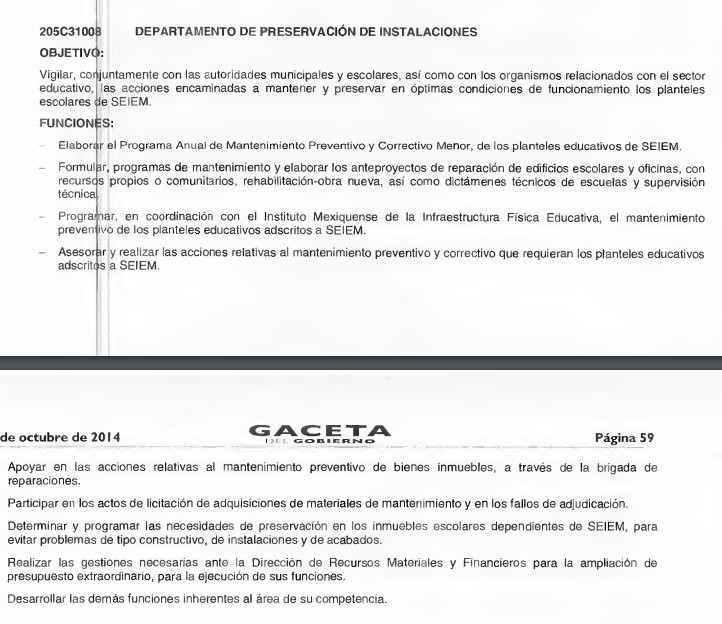 205C31008 DEPARTAMENTO DE PRESERVACIÓN DE INSTALACIONES
OBJETIVO:
Vigilar, conjuntamente con las autoridades municipales y escolares, así como con los organismos relacionados con el sector
educativo, las acciones encaminadas a mantener y preservar en óptimas condiciones de funcionamiento los planteles
escolares de SEIEM.
FUNCIONES:
– Elaborar el Programa Anual de Mantenimiento Preventivo y Correctivo Menor, de los planteles educativos de SEIEM.
– Formular, programas de mantenimiento y elaborar los anteproyectos de reparación de edificios escolares y oficinas, con
recursos propios o comunitarios, rehabilitación-obra nueva, así como dictámenes técnicos de escuelas y supervisión
técnica.
– Programar, en coordinación con el Instituto Mexiquense de la Infraestructura Física Educativa, el mantenimiento
preventivo de los planteles educativos adscritos a SEIEM.
– Asesorar y realizar las acciones relativas al mantenimiento preventivo y correctivo que requieran los planteles educativos
adscritos a SEIEM.
de octubre de 2014 GACETA Página 59
DEL GOBIERNO
Apoyar en las acciones relativas al mantenimiento preventivo de bienes inmuebles, a través de la brigada de
reparaciones.
Participar en los actos de licitación de adquisiciones de materiales de mantenimiento y en los fallos de adjudicación.
Determinar y programar las necesidades de preservación en los inmuebles escolares dependientes de SEIEM, para
evitar problemas de tipo constructivo, de instalaciones y de acabados.
Realizar las gestiones necesarias ante la Dirección de Recursos Materiales y Financieros para la ampliación de
presupuesto extraordinario, para la ejecución de sus funciones.
Desarrollar las demás funciones inherentes al área de su competencia.